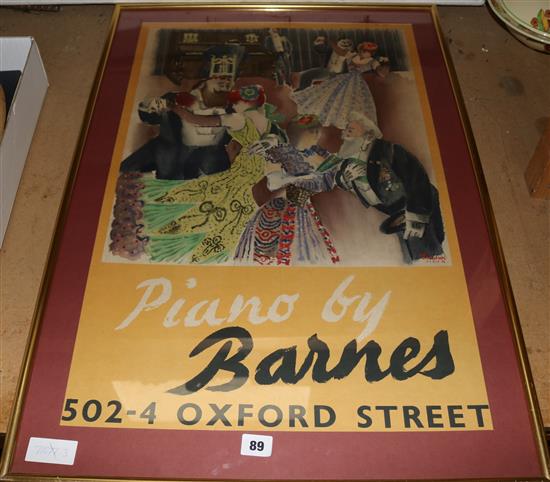 Piano by
Barnes
502-4 OXFORD STREET
89